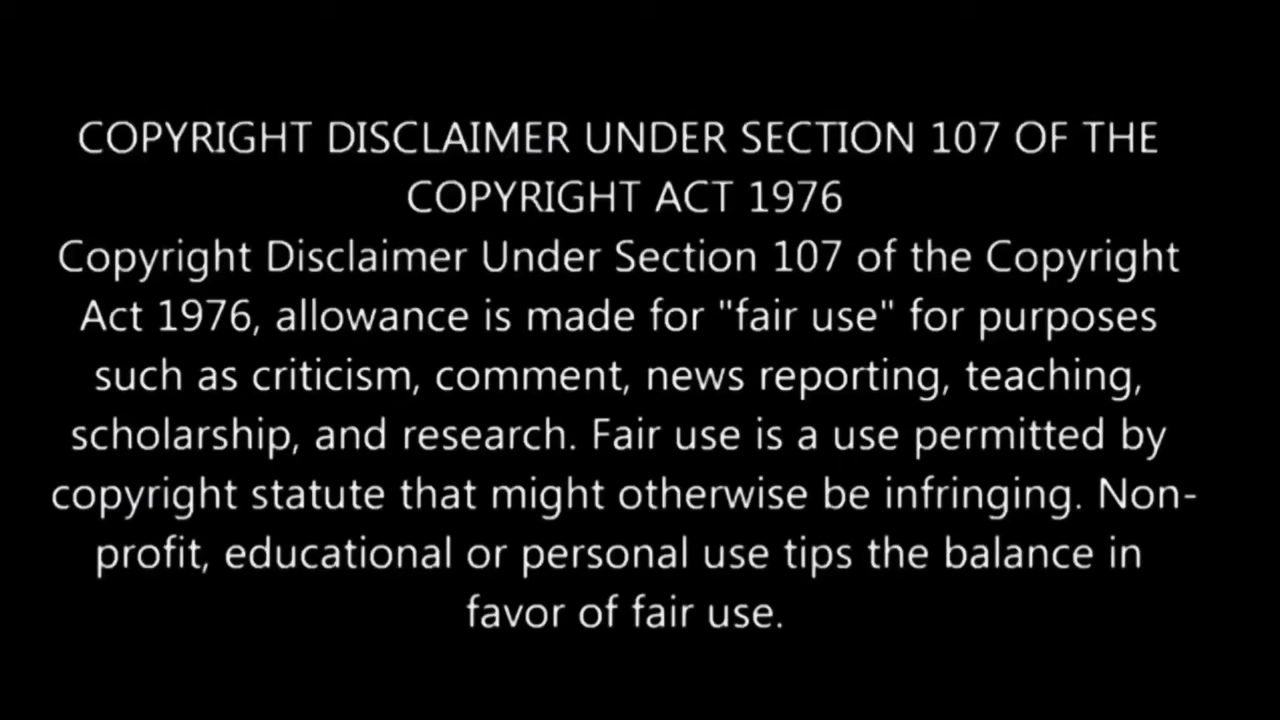 COPYRIGHT DISCLAIMER UNDER SECTION 107 OF THE
COPYRIGHT ACT 1976
Copyright Disclaimer Under Section 107 of the Copyright
Act 1976, allowance is made for "fair use" for purposes
such as criticism, comment, news reporting, teaching,
scholarship, and research. Fair use is a use permitted by
copyright statute that might otherwise be infringing. Non-
profit, educational or personal use tips the balance in
favor of fair use.